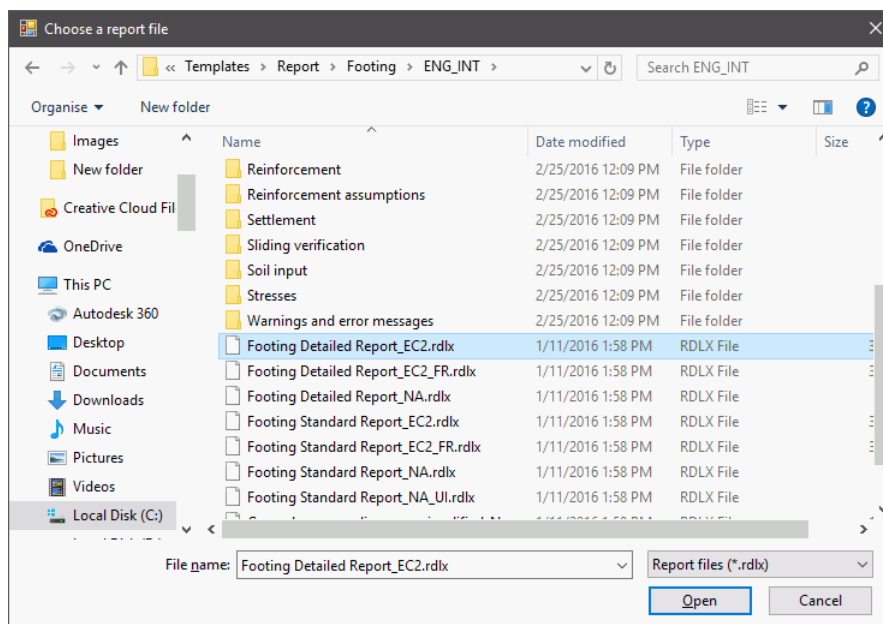 Choose a report file
« Templates > Report > Footing > ENG_INT >
Search ENG_INT
Organise
New folder
Name Date modified Type Size
Images
New folder
Creative Cloud Fil
OneDrive
This PC
Autodesk 360
Desktop
Documents
Downloads
Music
Pictures
Videos
Local Disk (C:)
Reinforcement 2/25/2016 12:09 PM File folder
Reinforcement assumptions 2/25/2016 12:09 PM File folder
Settlement 2/25/2016 12:09 PM File folder
Sliding verification 2/25/2016 12:09 PM File folder
Soil input 2/25/2016 12:09 PM File folder
Stresses 2/25/2016 12:09 PM File folder
Warnings and error messages 2/25/2016 12:09 PM File folder
Footing Detailed Report_EC2.rdlx 1/11/2016 1:58 PM RDLX File
Footing Detailed Report_EC2_FR.rdlx 1/11/2016 1:58 PM RDLX File
Footing Detailed Report_NA.rdlx 1/11/2016 1:58 PM RDLX File
Footing Standard Report_EC2.rdlx 1/11/2016 1:58 PM RDLX File
Footing Standard Report_EC2_FR.rdlx 1/11/2016 1:58 PM RDLX File
Footing Standard Report_NA.rdlx 1/11/2016 1:58 PM RDLX File
Footing Standard Report_NA_UI.rdlx 1/11/2016 1:58 PM RDLX File
File name: Footing Detailed Report_EC2.rdlx
Report files (*.rdlx)
Open
Cancel